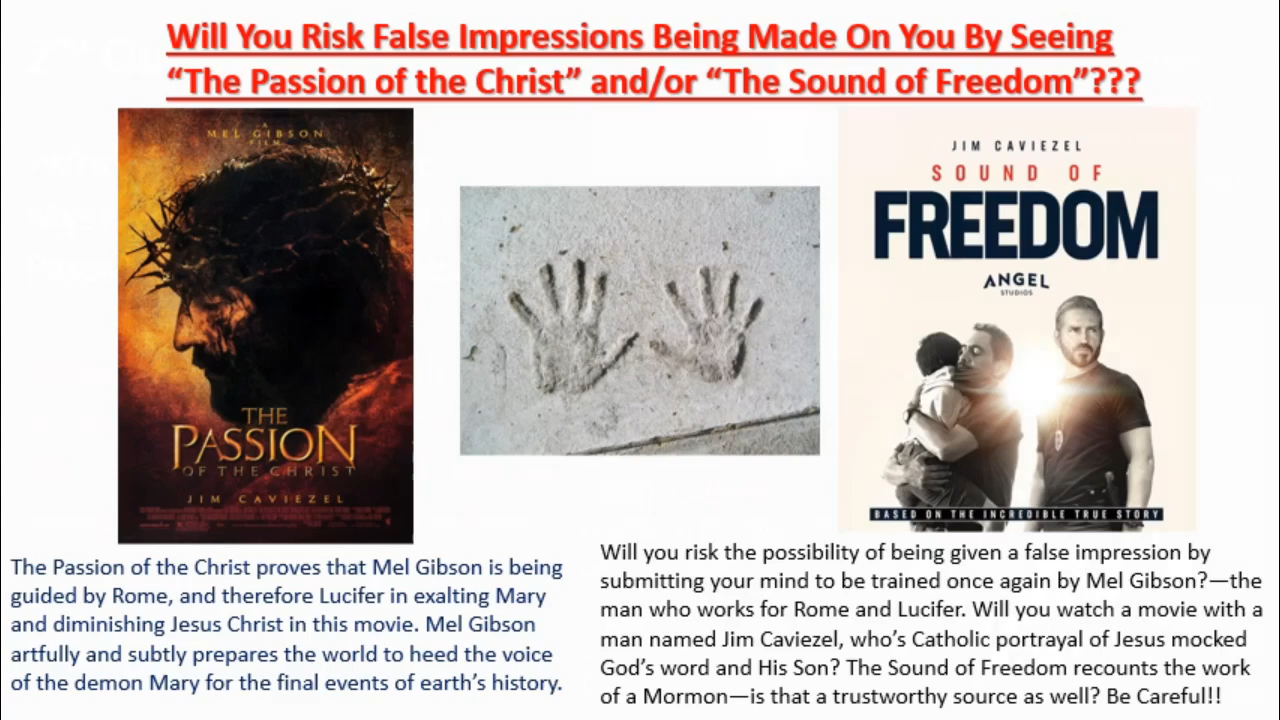 Will You Risk False Impressions Being Made On You By Seeing
“The Passion of the Christ” and/or “The Sound of Freedom”???
A
MEL GIBSON
FILM
THE
PASSION
OF THE CHRIST
JIM CAVIEZEL
JIM CAVIEZEL
SOUND OF
FREEDOM
ANGEL
STUDIOS
BASED ON THE INCREDIBLE TRUE STORY
The Passion of the Christ proves that Mel Gibson is being
guided by Rome, and therefore Lucifer in exalting Mary
and diminishing Jesus Christ in this movie. Mel Gibson
artfully and subtly prepares the world to heed the voice
of the demon Mary for the final events of earth’s history.
Will you risk the possibility of being given a false impression by
submitting your mind to be trained once again by Mel Gibson?—the
man who works for Rome and Lucifer. Will you watch a movie with a
man named Jim Caviezel, who’s Catholic portrayal of Jesus mocked
God’s word and His Son? The Sound of Freedom recounts the work
of a Mormon—is that a trustworthy source as well? Be Careful!!